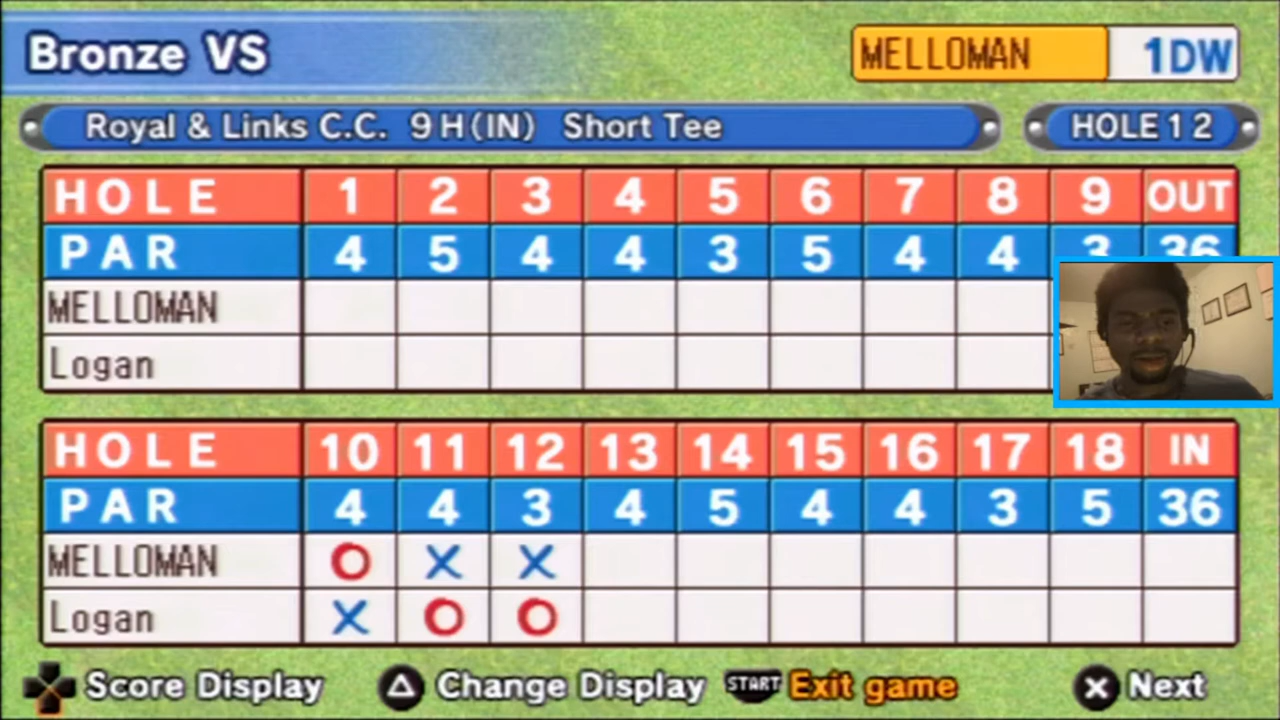 Bronze VS
MELLOMAN 1DW
Royal & Links C.C. 9H(IN) Short Tee HOLE 12
HOLE 1 2 3 4 5 6 7 8 9 OUT
PAR 4 5 4 4 3 5 4 4 3 36
MELLOMAN
Logan
HOLE 10 11 12 13 14 15 16 17 18 IN
PAR 4 4 3 4 5 4 4 3 5 36
MELLOMAN O X X
Logan X O O
Score Display △ Change Display START Exit game X Next